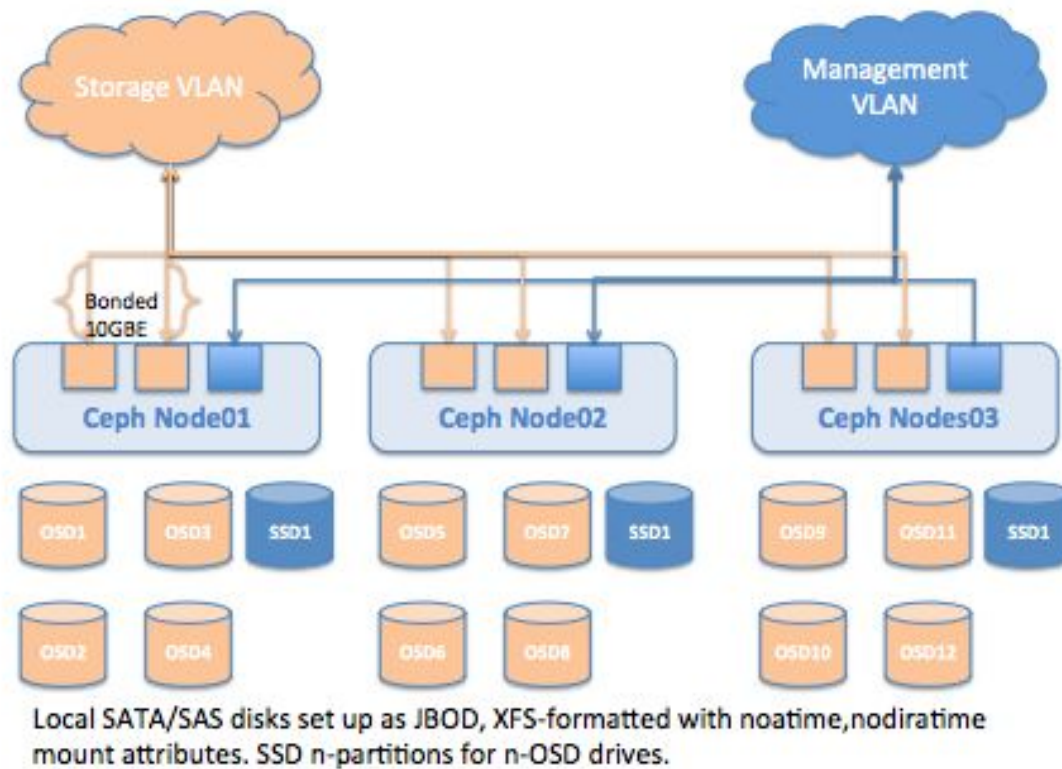 Storage VLAN
Management
VLAN
Bonded
10GBE
Ceph Node01
Ceph Node02
Ceph Nodes03
OSD1
OSD3
SSD1
OSD5
OSD7
SSD1
OSD9
OSD11
SSD1
OSD2
OSD4
OSD6
OSD8
OSD10
OSD12
Local SATA/SAS disks set up as JBOD, XFS-formatted with noatime,nodiratime
mount attributes. SSD n-partitions for n-OSD drives.